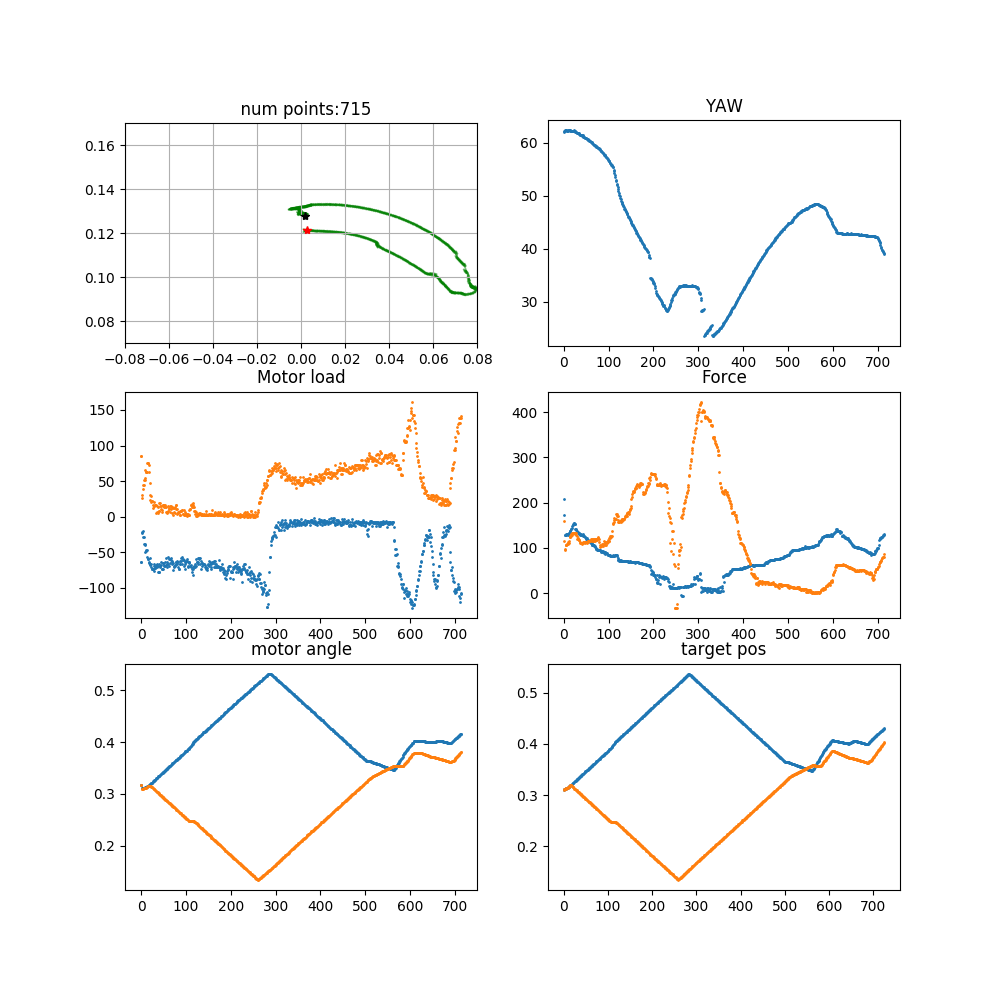 num points:715
0.16
0.14
0.12
0.10
0.08
−0.08 −0.06 −0.04 −0.02 0.00 0.02 0.04 0.06 0.08
YAW
60
50
40
30
0 100 200 300 400 500 600 700
Motor load
150
100
50
0
−50
−100
0 100 200 300 400 500 600 700
Force
400
300
200
100
0
0 100 200 300 400 500 600 700
motor angle
0.5
0.4
0.3
0.2
0 100 200 300 400 500 600 700
target pos
0.5
0.4
0.3
0.2
0 100 200 300 400 500 600 700